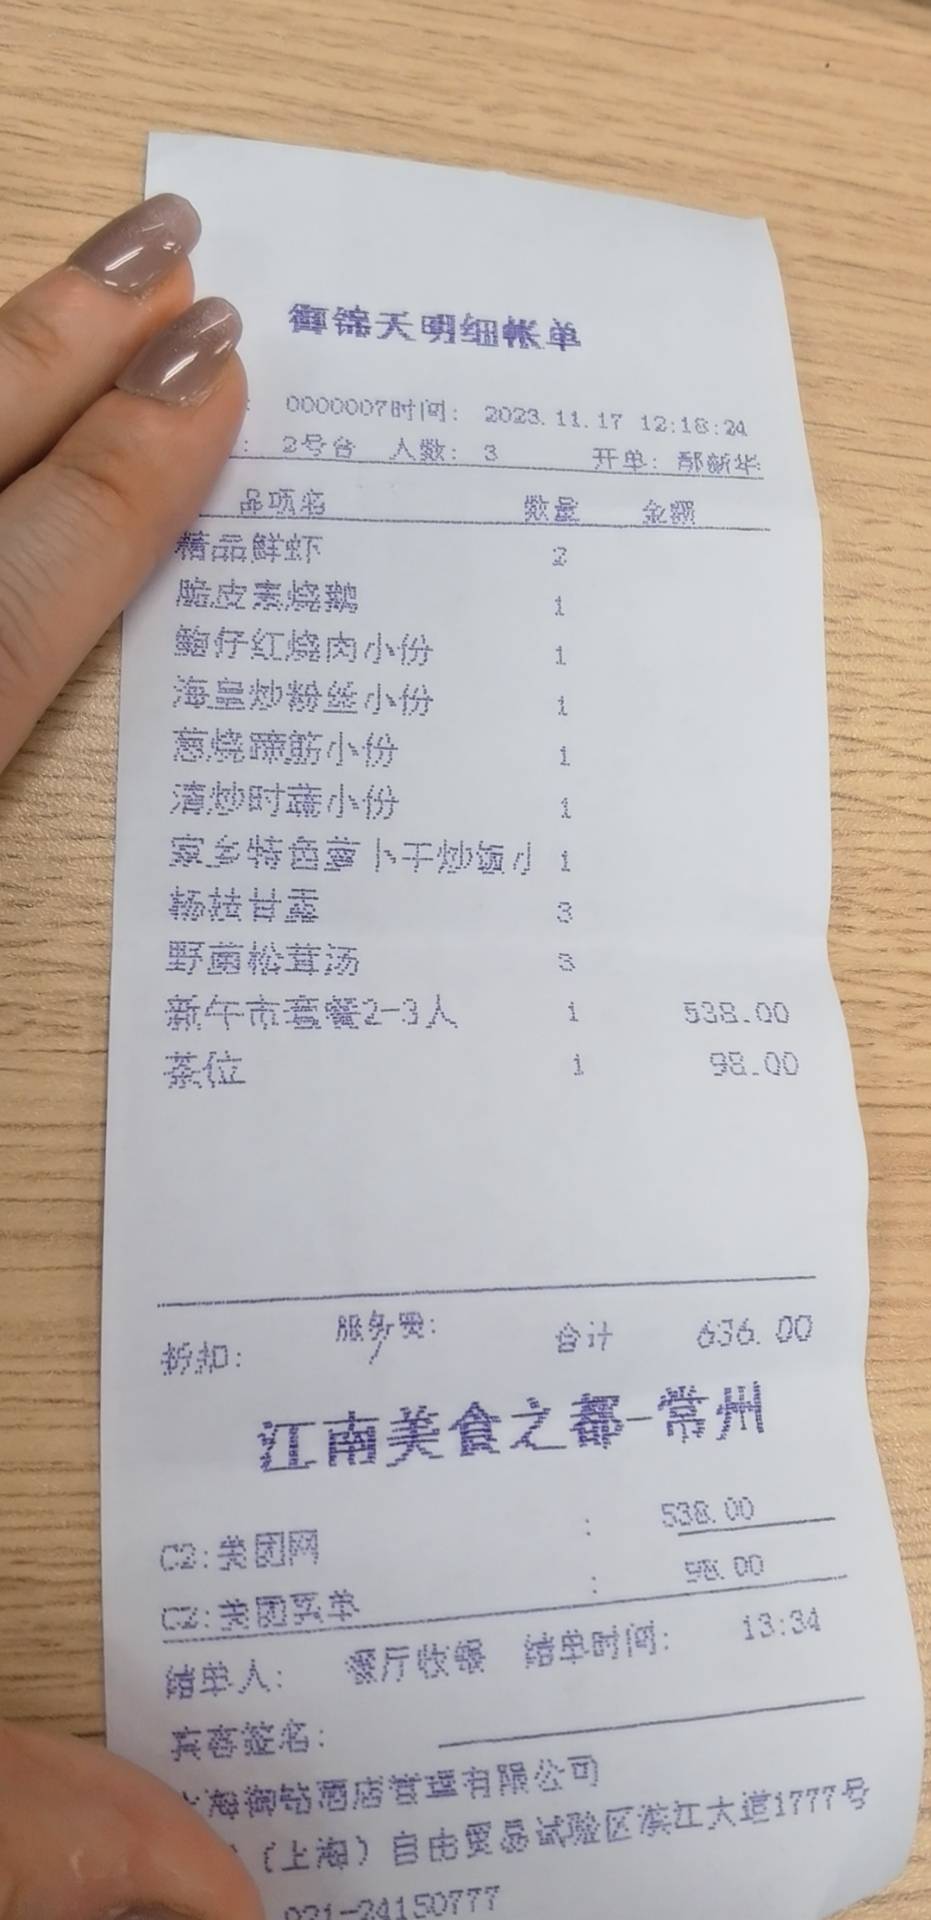 御锦天明细帐单
: 0000007时间: 2023.11.17 12:18:24
: 2号台 人数: 3 开单: 新华
品项名 数量 金额
精品鲜虾 2
脆皮素烧鹅 1
鲍仔红烧肉小份 1
海皇炒粉丝小份 1
葱烧蹄筋小份 1
清炒时蔬小份 1
家乡特色萝卜干炒饭小 1
杨枝甘露 3
野菌松茸汤 3
新午市套餐2-3人 1 538.00
茶位 1 98.00
折扣: / 服务费: 合计 636.00
江南美食之都-常州
C2:美团网 : 538.00
C2:美团买单 : 98.00
结单人: 餐厅收银 结单时间: 13:34
宾客签名:
上海御钻酒店管理有限公司
(上海)自由贸易试验区滨江大道1777号
021-24150777